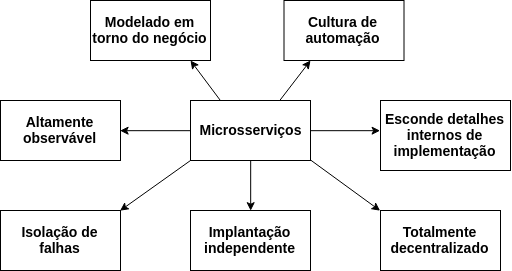 Modelado em
torno do negócio
Cultura de
automação
Altamente
observável
Microsserviços
Esconde detalhes
internos de
implementação
Isolação de
falhas
Implantação
independente
Totalmente
decentralizado